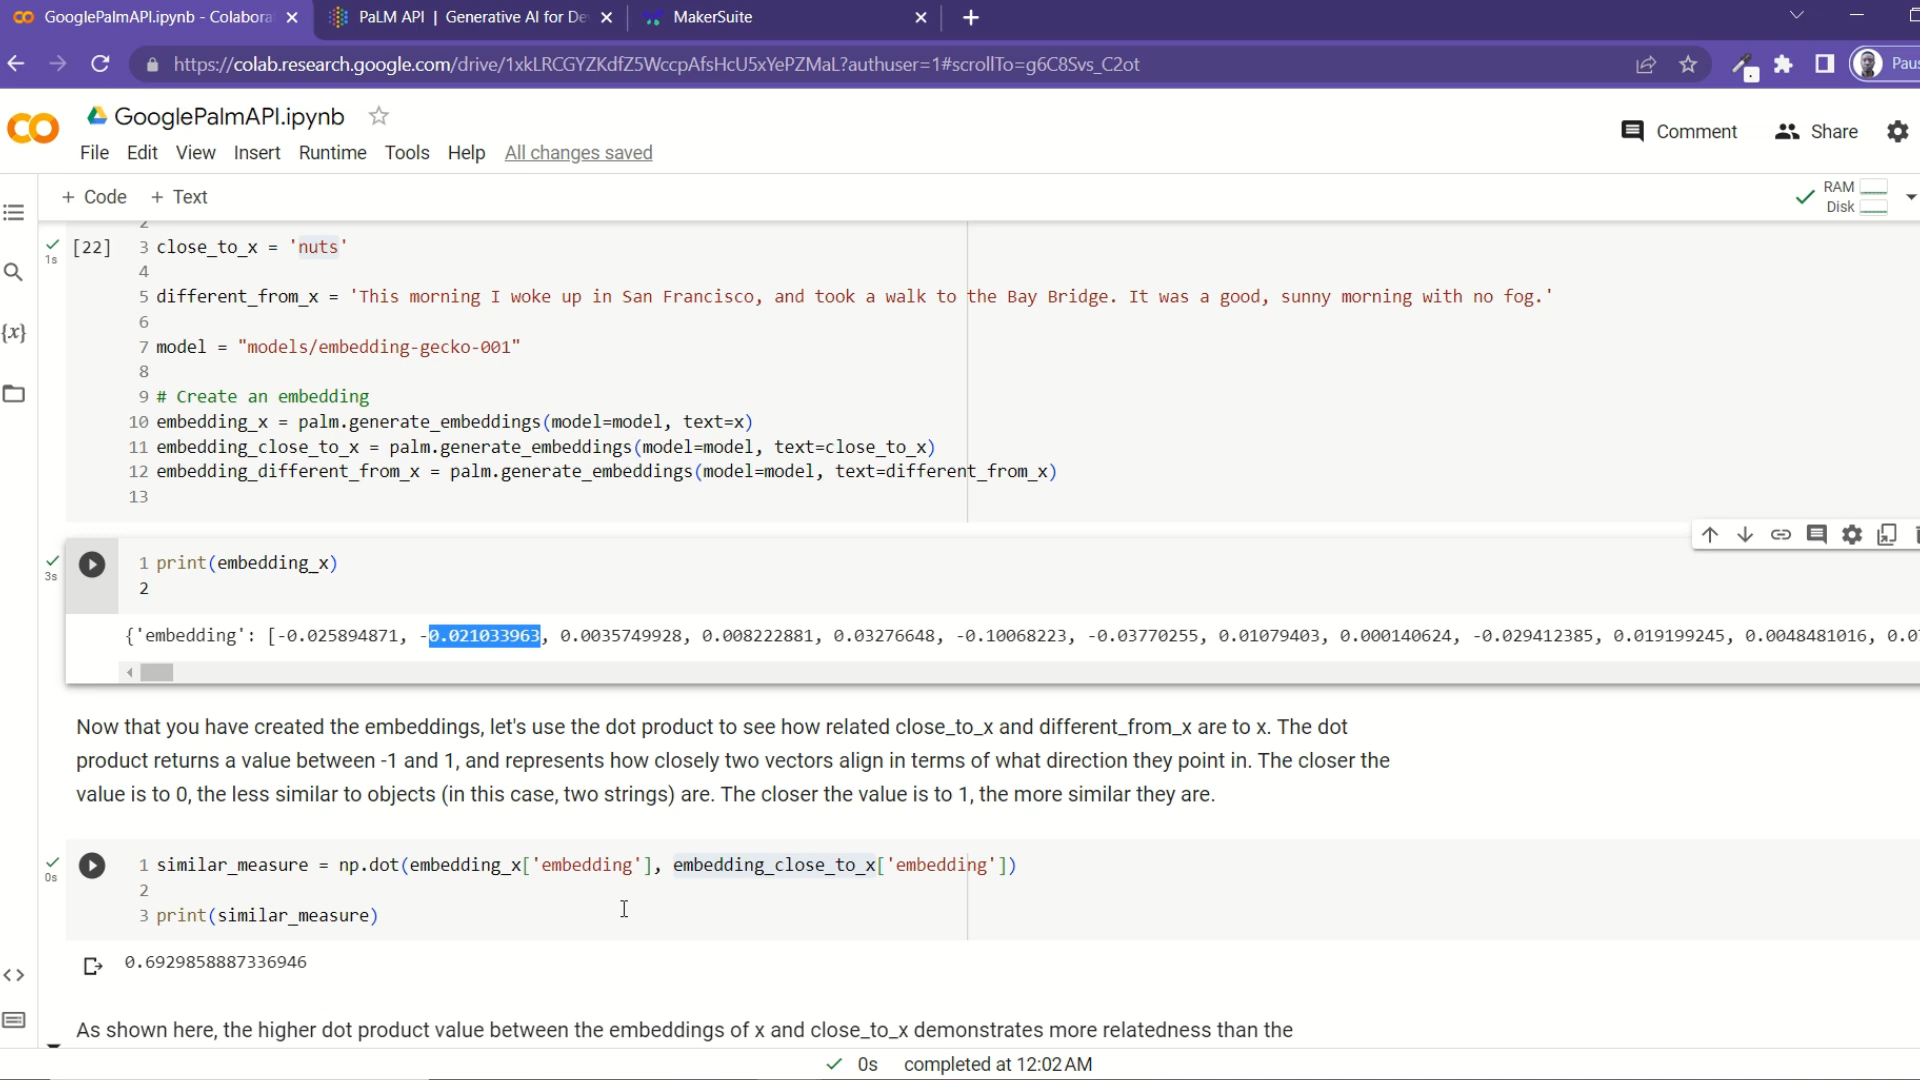 GooglePalmAPI.ipynb - Colabora
PaLM API | Generative AI for De
MakerSuite
https://colab.research.google.com/drive/1xkLRCGYZKdfZ5WccpAfsHcU5xYePZMaL?authuser=1#scrollTo=g6C8Svs_C2ot
Paus
GooglePalmAPI.ipynb
Comment
Share
File Edit View Insert Runtime Tools Help All changes saved
+ Code + Text
RAM
Disk
2
[22] 3 close_to_x = 'nuts'
1s
4
5 different_from_x = 'This morning I woke up in San Francisco, and took a walk to the Bay Bridge. It was a good, sunny morning with no fog.'
6
{x}
7 model = "models/embedding-gecko-001"
8
9 # Create an embedding
10 embedding_x = palm.generate_embeddings(model=model, text=x)
11 embedding_close_to_x = palm.generate_embeddings(model=model, text=close_to_x)
12 embedding_different_from_x = palm.generate_embeddings(model=model, text=different_from_x)
13
1 print(embedding_x)
3s
2
{'embedding': [-0.025894871, -0.021033963, 0.0035749928, 0.008222881, 0.03276648, -0.10068223, -0.03770255, 0.01079403, 0.000140624, -0.029412385, 0.019199245, 0.0048481016, 0.0
Now that you have created the embeddings, let's use the dot product to see how related close_to_x and different_from_x are to x. The dot
product returns a value between -1 and 1, and represents how closely two vectors align in terms of what direction they point in. The closer the
value is to 0, the less similar to objects (in this case, two strings) are. The closer the value is to 1, the more similar they are.
1 similar_measure = np.dot(embedding_x['embedding'], embedding_close_to_x['embedding'])
0s
2
3 print(similar_measure)
0.6929858887336946
As shown here, the higher dot product value between the embeddings of x and close_to_x demonstrates more relatedness than the
0s completed at 12:02 AM